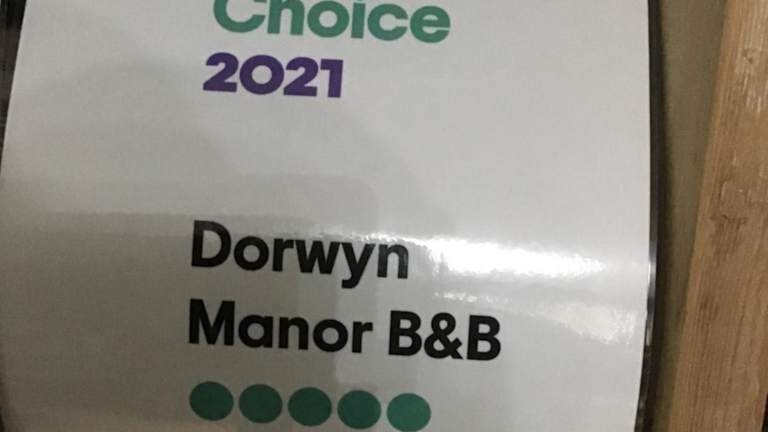 Choice
2021
Dorwyn
Manor B&B